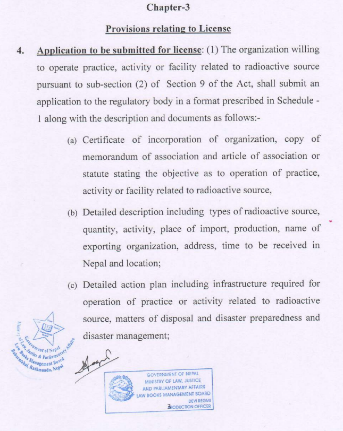 Chapter-3
Provisions relating to License
4. Application to be submitted for license: (1) The organization willing
to operate practice, activity or facility related to radioactive source
pursuant to sub-section (2) of Section 9 of the Act, shall submit an
application to the regulatory body in a format prescribed in Schedule -
1 along with the description and documents as follows:-
(a) Certificate of incorporation of organization, copy of
memorandum of association and article of association or
statute stating the objective as to operation of practice,
activity or facility related to radioactive source,
(b) Detailed description including types of radioactive source,
quantity, activity, place of import, production, name of
exporting organization, address, time to be received in
Nepal and location;
(c) Detailed action plan including infrastructure required for
operation of practice or activity related to radioactive
source, matters of disposal and disaster preparedness and
disaster management;
Government of Nepal
Law Books Management Board
Kathmandu, Nepal
GOVERNMENT OF NEPAL
MINISTRY OF LAW, JUSTICE
AND PARLIAMENTARY AFFAIRS
LAW BOOKS MANAGEMENT BOARD